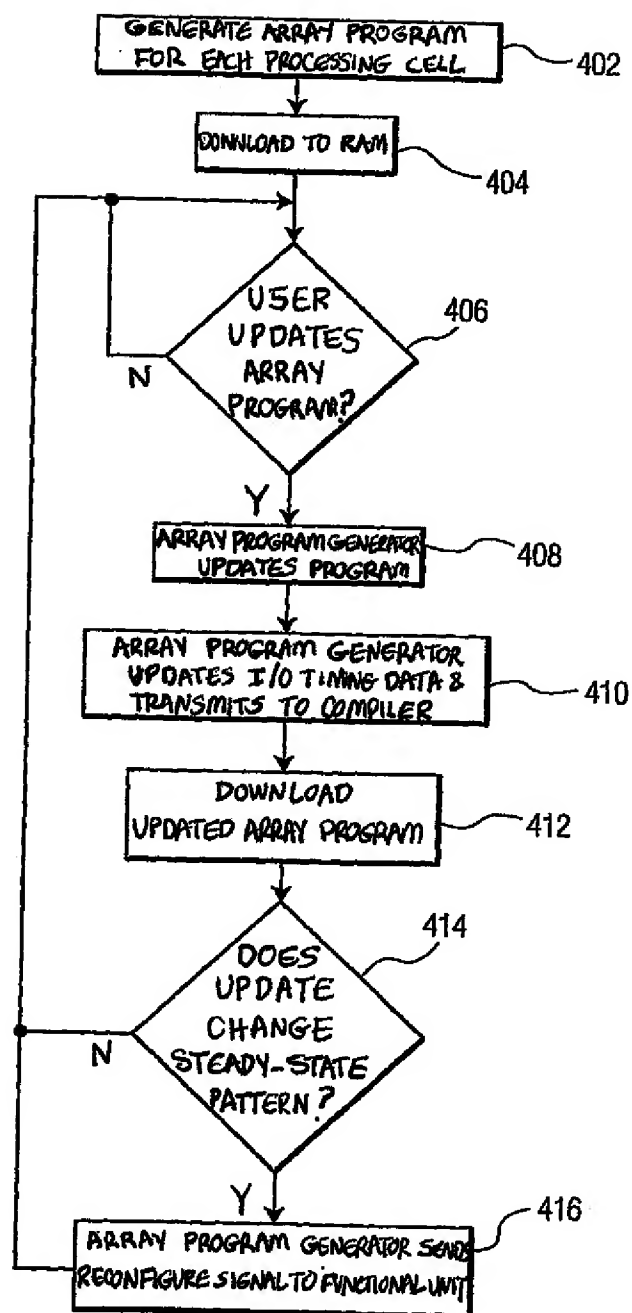 GENERATE ARRAY PROGRAM
FOR EACH PROCESSING CELL
402
DOWNLOAD TO RAM
404
USER
UPDATES
ARRAY
PROGRAM?
406
N
Y
ARRAY PROGRAM GENERATOR
UPDATES PROGRAM
408
ARRAY PROGRAM GENERATOR
UPDATES I/O TIMING DATA &
TRANSMITS TO COMPILER
410
DOWNLOAD
UPDATED ARRAY PROGRAM
412
DOES
UPDATE
CHANGE
STEADY-STATE
PATTERN?
414
N
Y
ARRAY PROGRAM GENERATOR SENDS
RECONFIGURE SIGNAL TO FUNCTIONAL UNIT
416